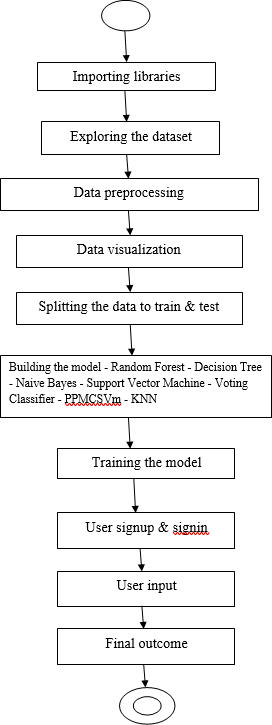 Importing libraries
Exploring the dataset
Data preprocessing
Data visualization
Splitting the data to train & test
Building the model - Random Forest - Decision Tree
- Naive Bayes - Support Vector Machine - Voting
Classifier - PPMCSVm - KNN
Training the model
User signup & signin
User input
Final outcome